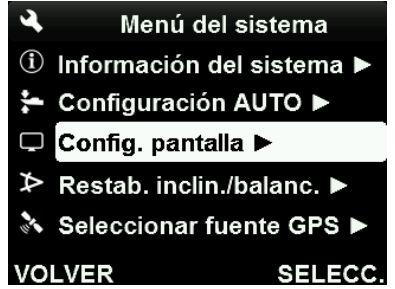 Menú del sistema
Información del sistema ▶
Configuración AUTO ▶
Config. pantalla ▶
Restab. inclin./balanc. ▶
Seleccionar fuente GPS ▶
VOLVER SELECC.